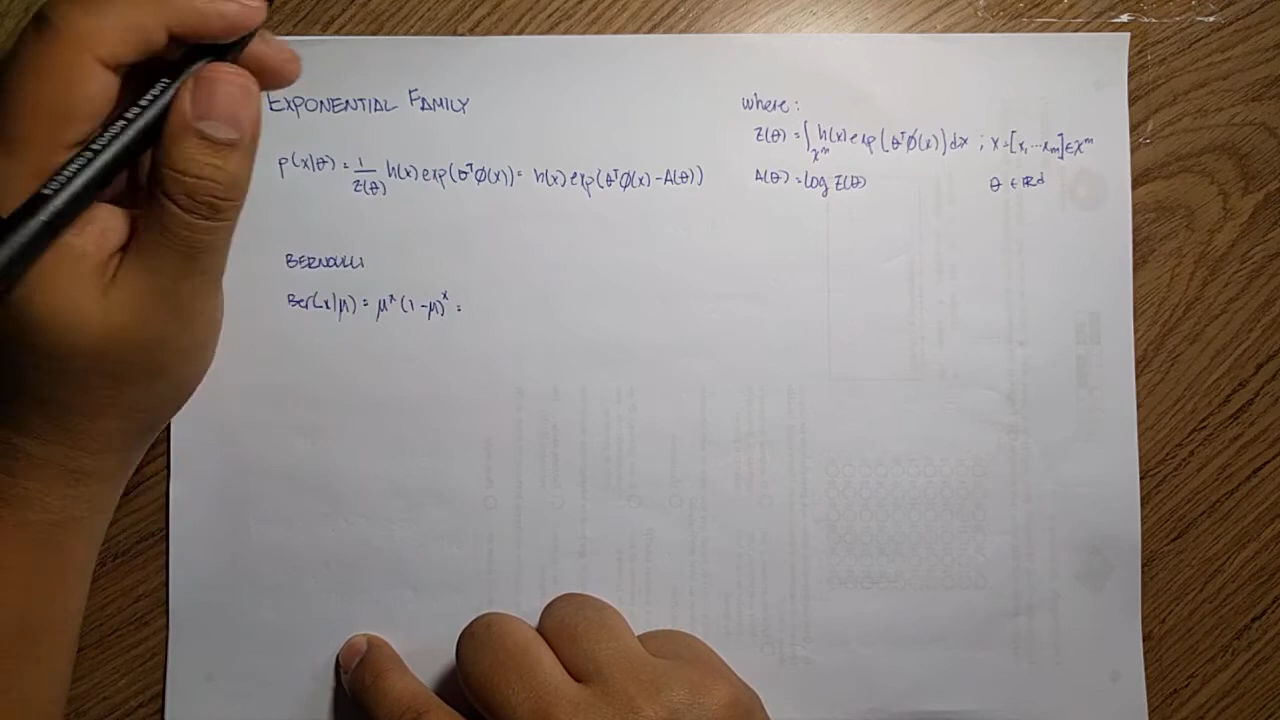 EXPONENTIAL FAMILY
p(x|θ) = 1/Z(θ) h(x) exp(θᵀφ(x)) = h(x) exp(θᵀφ(x) - A(θ))
where:
Z(θ) = ∫_χᵐ h(x) exp(θᵀφ(x)) dx ; x = [x₁ ... xₘ] ∈ χᵐ
A(θ) = log Z(θ) θ ∈ ℝᵈ
BERNOULLI
Ber(x|μ) = μˣ (1-μ)ˣ =